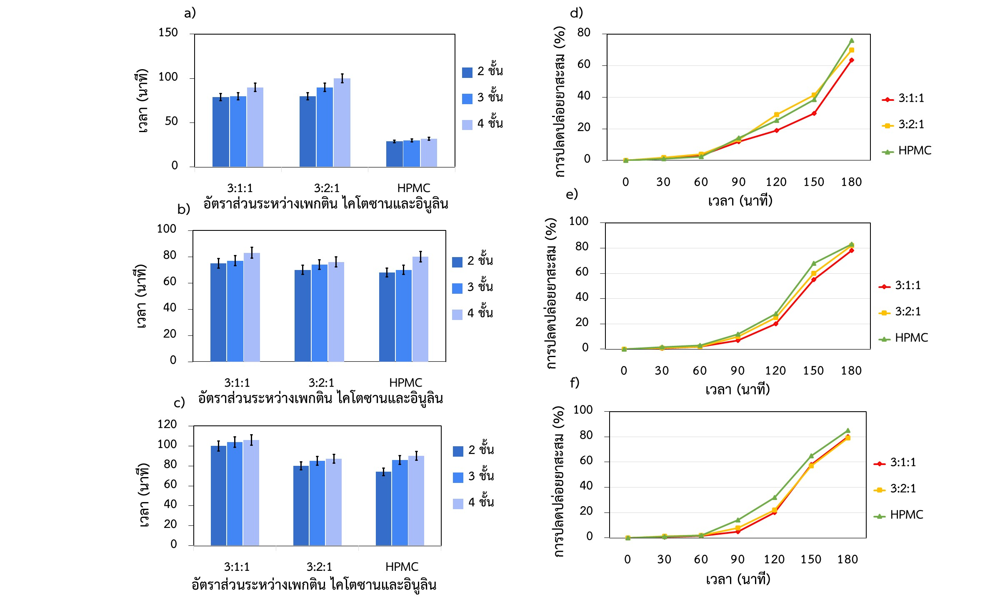 a)
150
100
50
0
เวลา (นาที)
3:1:1
3:2:1
HPMC
อัตราส่วนระหว่างเพกติน ไคโตซานและอินูลิน
2 ชั้น
3 ชั้น
4 ชั้น
b)
100
80
60
40
20
0
เวลา (นาที)
3:1:1
3:2:1
HPMC
อัตราส่วนระหว่างเพกติน ไคโตซานและอินูลิน
2 ชั้น
3 ชั้น
4 ชั้น
c)
120
100
80
60
40
20
0
เวลา (นาที)
3:1:1
3:2:1
HPMC
อัตราส่วนระหว่างเพกติน ไคโตซานและอินูลิน
2 ชั้น
3 ชั้น
4 ชั้น
d)
80
60
40
20
0
การปลดปล่อยยาสะสม (%)
0 30 60 90 120 150 180
เวลา (นาที)
3:1:1
3:2:1
HPMC
e)
100
80
60
40
20
0
การปลดปล่อยยาสะสม (%)
0 30 60 90 120 150 180
เวลา (นาที)
3:1:1
3:2:1
HPMC
f)
100
80
60
40
20
0
การปลดปล่อยยาสะสม (%)
0 30 60 90 120 150 180
เวลา (นาที)
3:1:1
3:2:1
HPMC